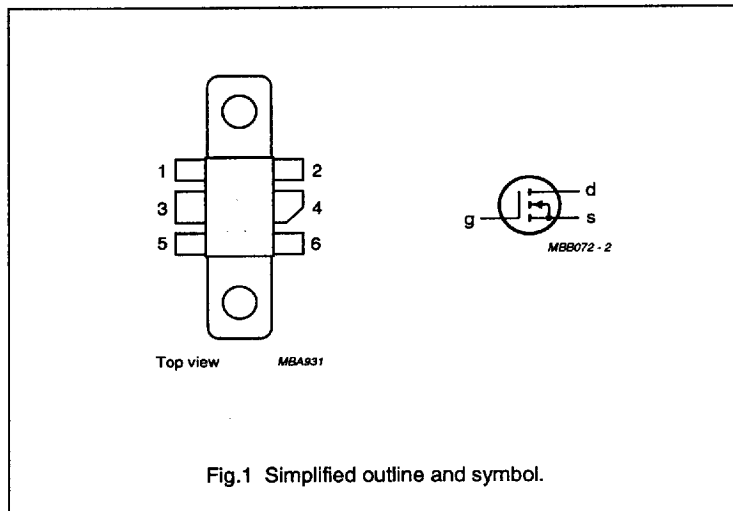 1 2
3 4
5 6
Top view MBA931
g d
s
MBB072 - 2
Fig.1 Simplified outline and symbol.